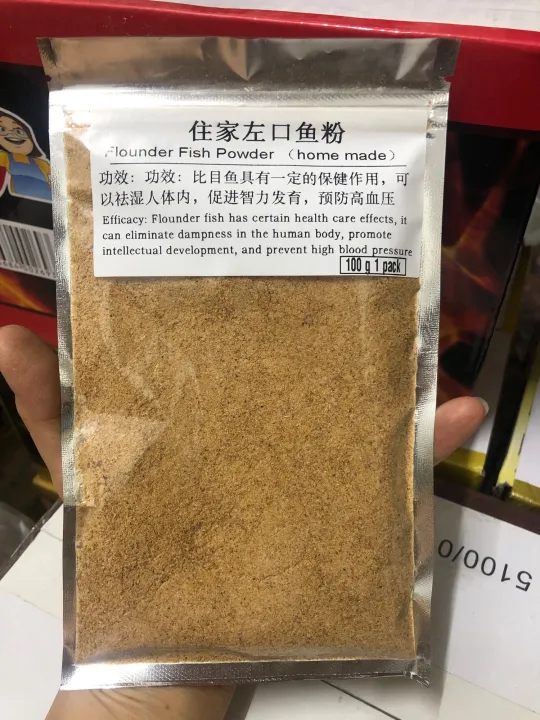 住家左口鱼粉
Flounder Fish Powder （home made）
功效：功效：比目鱼具有一定的保健作用，可
以祛湿人体内，促进智力发育，预防高血压
Efficacy: Flounder fish has certain health care effects, it
can eliminate dampness in the human body, promote
intellectual development, and prevent high blood pressure
100 g 1 pack
5100/0